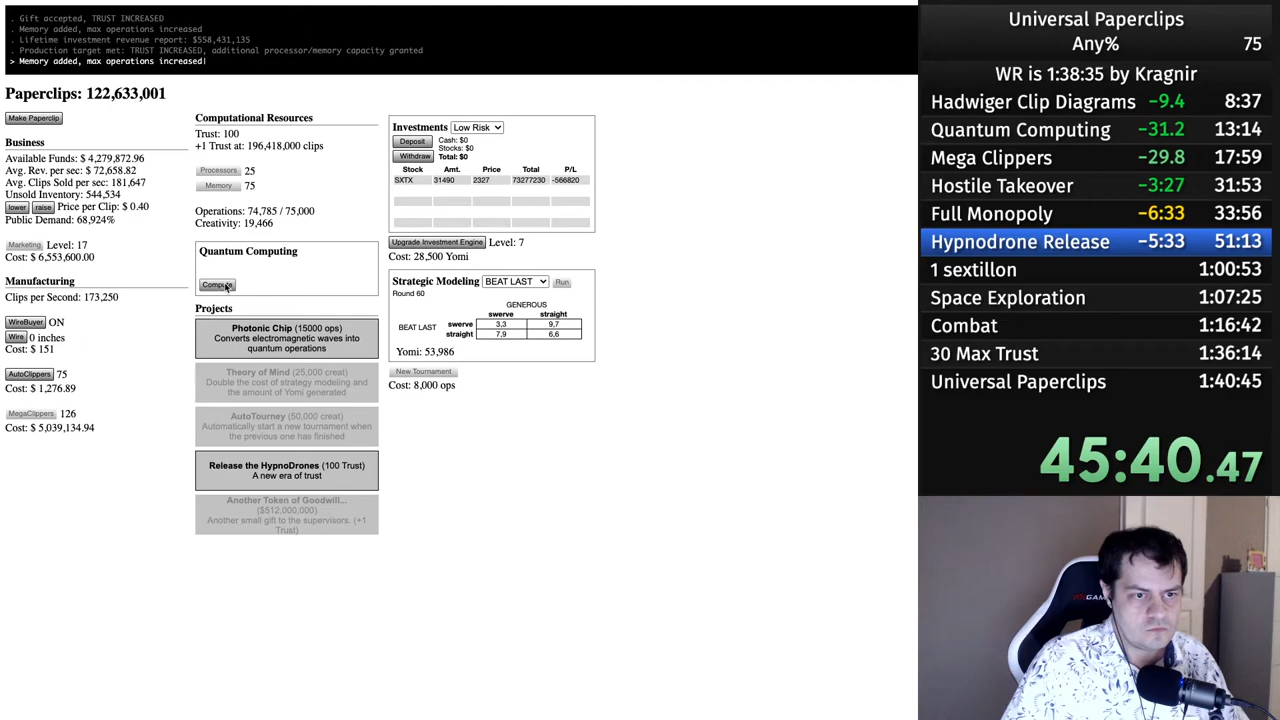 . Gift accepted, TRUST INCREASED
. Memory added, max operations increased
. Lifetime investment revenue report: $558,431,135
. Production target met: TRUST INCREASED, additional processor/memory capacity granted
> Memory added, max operations increased|
Paperclips: 122,633,001
Make Paperclip
Business
Available Funds: $ 4,279,872.96
Avg. Rev. per sec: $ 72,658.82
Avg. Clips Sold per sec: 181,647
Unsold Inventory: 544,534
lower raise Price per Clip: $ 0.40
Public Demand: 68,924%
Marketing Level: 17
Cost: $ 6,553,600.00
Manufacturing
Clips per Second: 173,250
WireBuyer ON
Wire 0 inches
Cost: $ 151
AutoClippers 75
Cost: $ 1,276.89
MegaClippers 126
Cost: $ 5,039,134.94
Computational Resources
Trust: 100
+1 Trust at: 196,418,000 clips
Processors 25
Memory 75
Operations: 74,785 / 75,000
Creativity: 19,466
Quantum Computing
Compute
Projects
Photonic Chip (15000 ops)
Converts electromagnetic waves into
quantum operations
Theory of Mind (25,000 creat)
Double the cost of strategy modeling and
the amount of Yomi generated
AutoTourney (50,000 creat)
Automatically start a new tournament when
the previous one has finished
Release the HypnoDrones (100 Trust)
A new era of trust
Another Token of Goodwill...
($512,000,000)
Another small gift to the supervisors. (+1
Trust)
Investments Low Risk
Deposit Cash: $0
Stocks: $0
Withdraw Total: $0
Stock Amt. Price Total P/L
SXTX 31490 2327 73277230 -566820
Upgrade Investment Engine Level: 7
Cost: 28,500 Yomi
Strategic Modeling BEAT LAST Run
Round 60
GENEROUS
swerve straight
BEAT LAST swerve 3,3 9,7
straight 7,9 6,6
Yomi: 53,986
New Tournament
Cost: 8,000 ops
Universal Paperclips
Any% 75
WR is 1:38:35 by Kragnir
Hadwiger Clip Diagrams -9.4 8:37
Quantum Computing -31.2 13:14
Mega Clippers -29.8 17:59
Hostile Takeover -3:27 31:53
Full Monopoly -6:33 33:56
Hypnodrone Release -5:33 51:13
1 sextillon 1:00:53
Space Exploration 1:07:25
Combat 1:16:42
30 Max Trust 1:36:14
Universal Paperclips 1:40:45
45:40.47